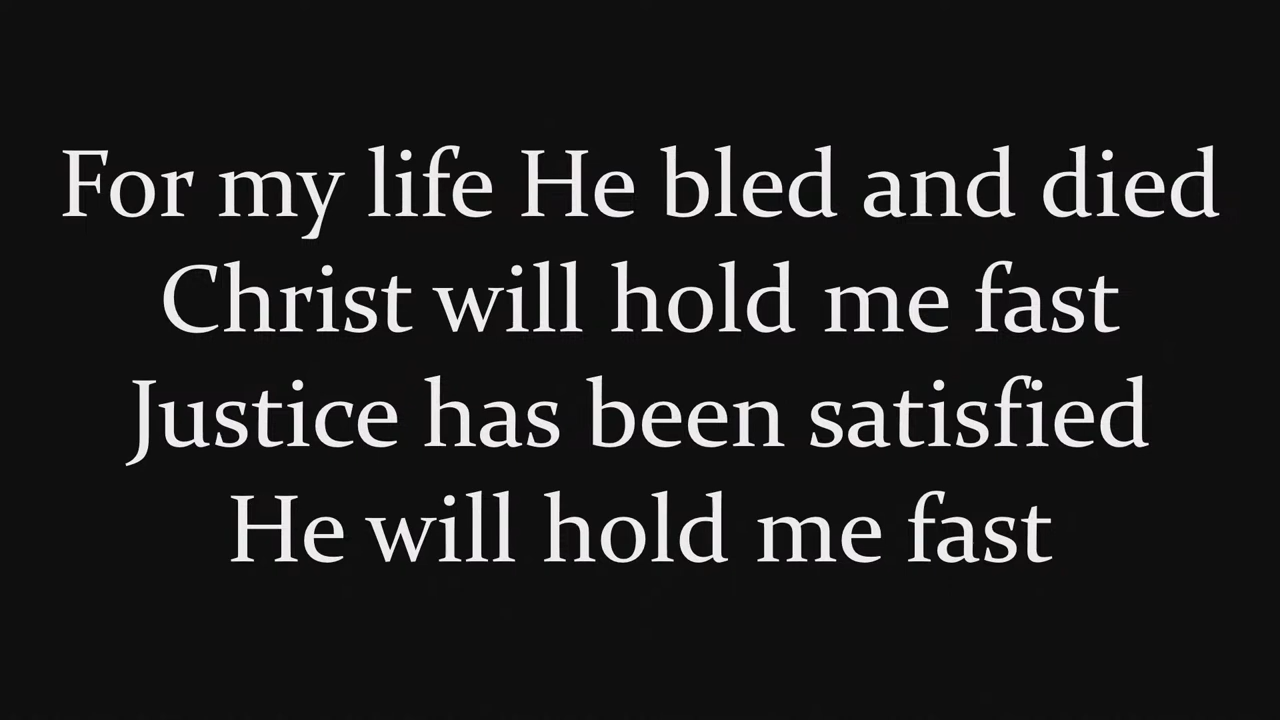 For my life He bled and died
Christ will hold me fast
Justice has been satisfied
He will hold me fast